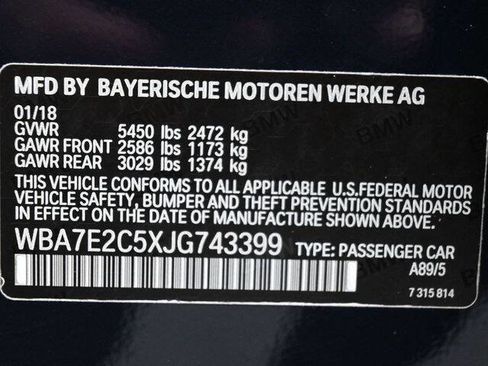 MFD BY BAYERISCHE MOTOREN WERKE AG
01/18
GVWR 5450 lbs 2472 kg
GAWR FRONT 2586 lbs 1173 kg
GAWR REAR 3029 lbs 1374 kg
THIS VEHICLE CONFORMS TO ALL APPLICABLE U.S.FEDERAL MOTOR
VEHICLE SAFETY, BUMPER AND THEFT PREVENTION STANDARDS
IN EFFECT ON THE DATE OF MANUFACTURE SHOWN ABOVE.
WBA7E2C5XJG743399 TYPE: PASSENGER CAR
A89/5
7 315 814